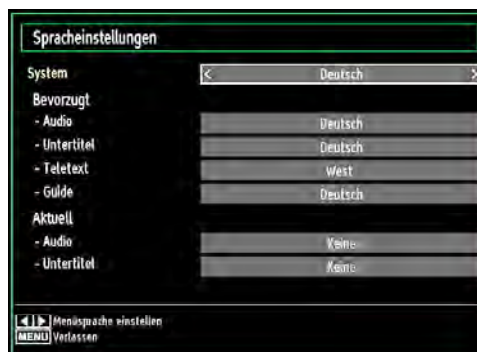 Spracheinstellungen
System < Deutsch >
Bevorzugt
- Audio Deutsch
- Untertitel Deutsch
- Teletext West
- Guide Deutsch
Aktuell
- Audio Keine
- Untertitel Keine
◀ ▶ Menüsprache einstellen
MENU Verlassen